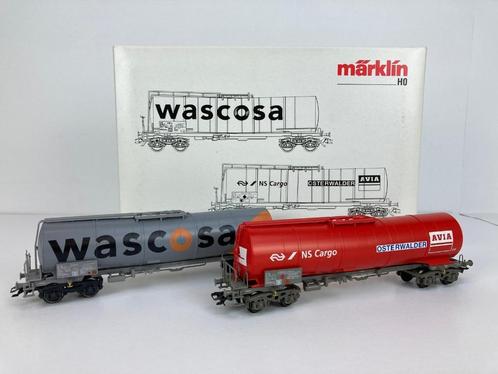 märklin
HO
wascosa
NS Cargo OSTERWALDER AVIA
wascosa
NS Cargo OSTERWALDER AVIA